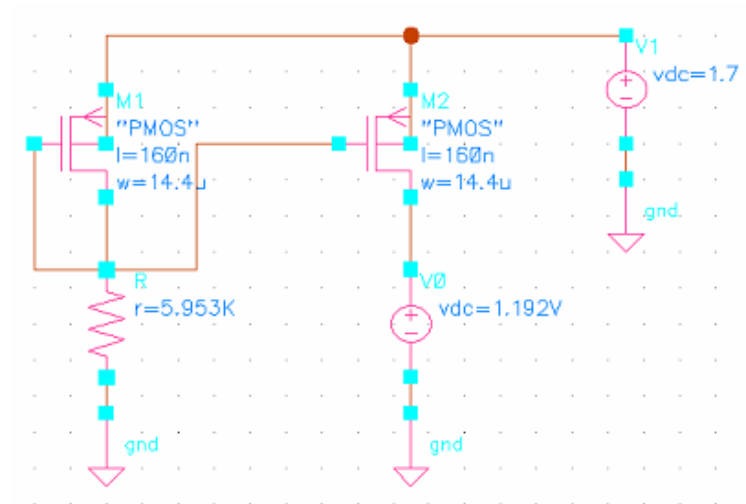 V1
vdc=1.7
M1
"PMOS"
l=160n
w=14.4u
M2
"PMOS"
l=160n
w=14.4u
gnd
R
r=5.953K
V0
vdc=1.192V
gnd
gnd